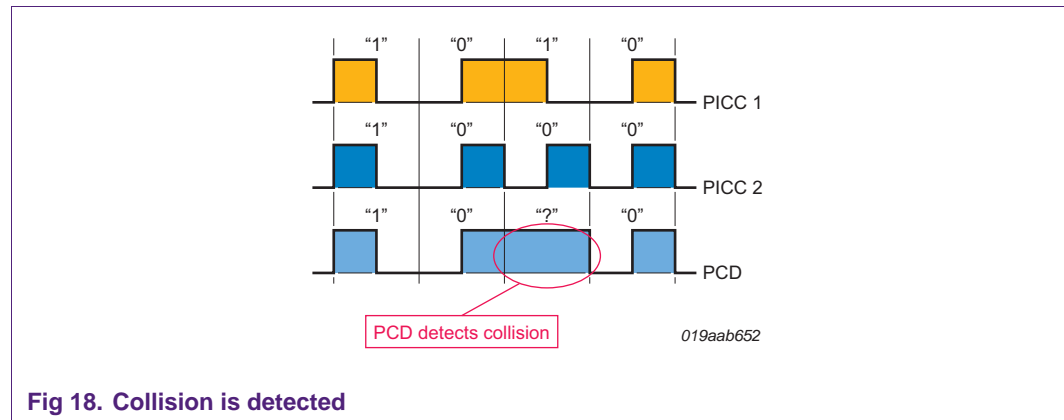 “1” “0” “1” “0”
PICC 1
“1” “0” “0” “0”
PICC 2
“1” “0” “?” “0”
PCD
PCD detects collision
019aab652
Fig 18. Collision is detected